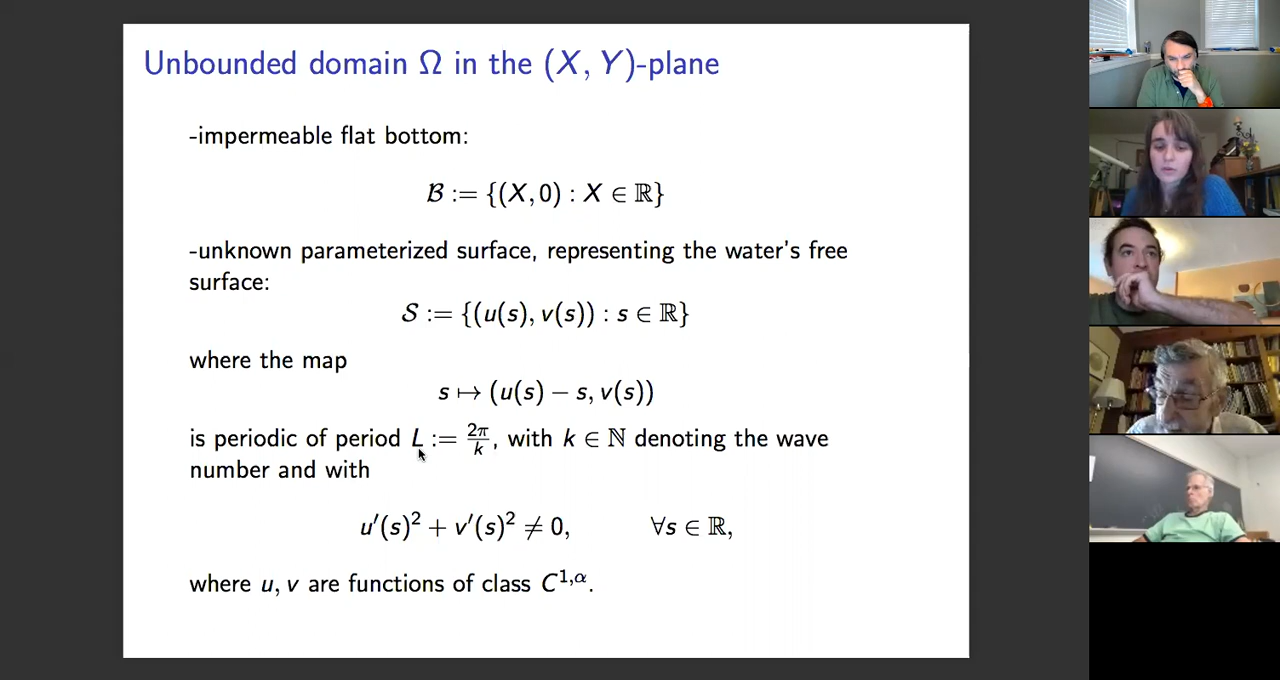 Unbounded domain Ω in the (X, Y)-plane
-impermeable flat bottom:
ℬ := {(X, 0) : X ∈ ℝ}
-unknown parameterized surface, representing the water's free
surface:
𝒮 := {(u(s), v(s)) : s ∈ ℝ}
where the map
s ↦ (u(s) − s, v(s))
is periodic of period L := 2π/k, with k ∈ ℕ denoting the wave
number and with
u′(s)² + v′(s)² ≠ 0, ∀s ∈ ℝ,
where u, v are functions of class C^{1,α}.